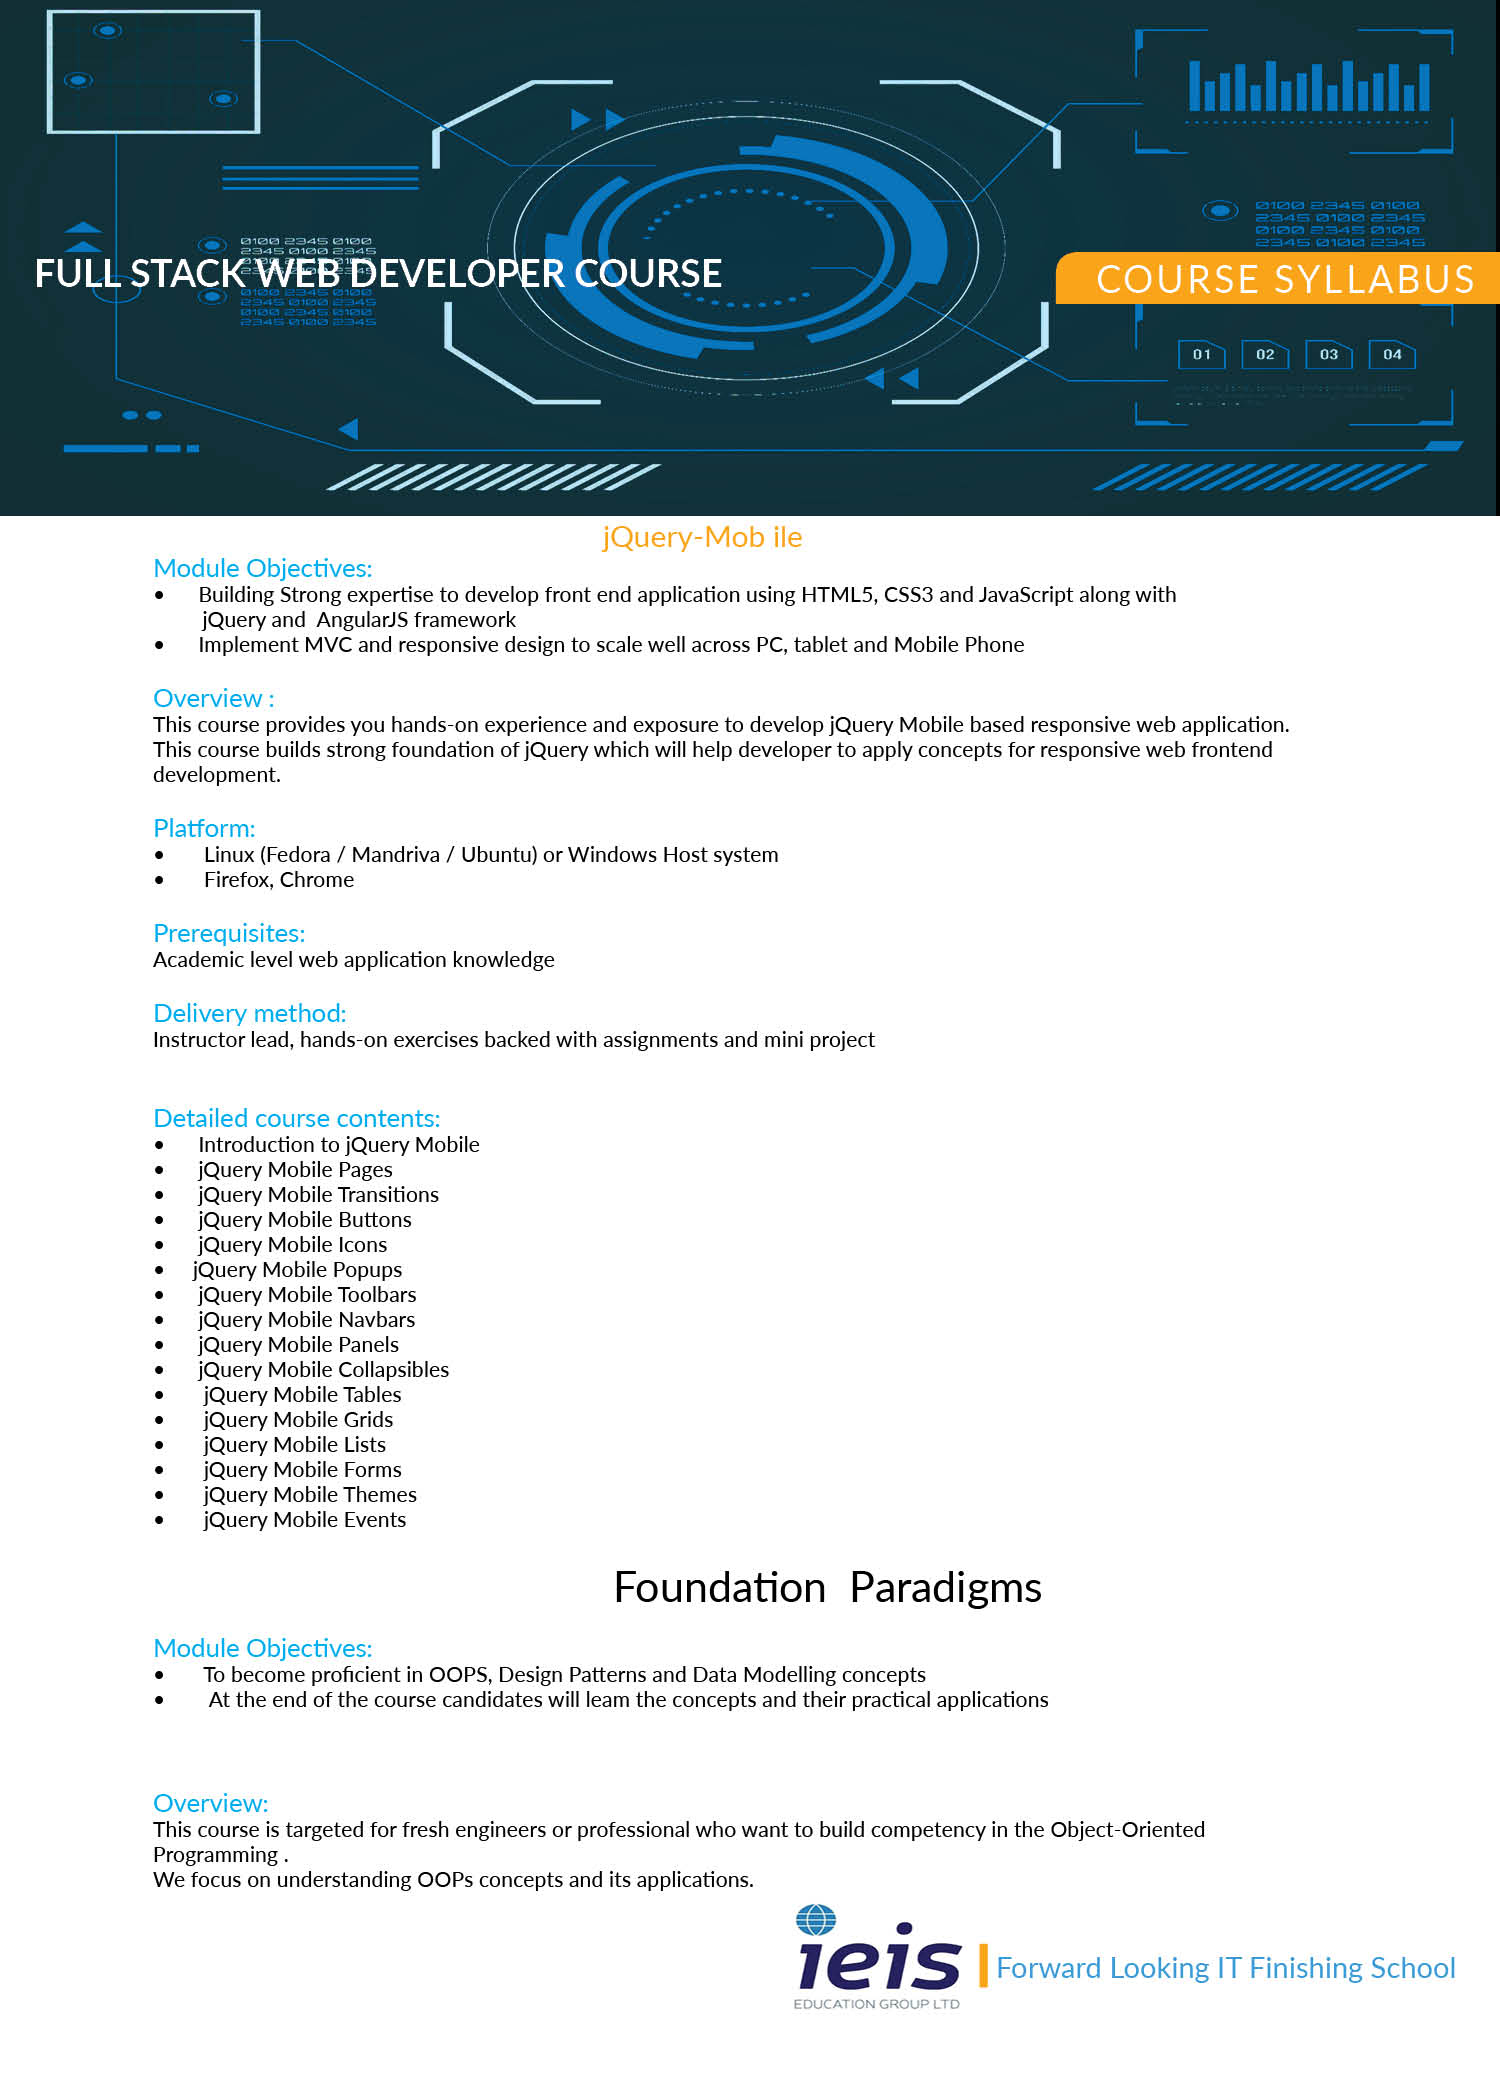 0100 2345 0100
2345 0100 2345
0100 2345 0100
2345 0100 2345
0100 2345 0100
2345 0100 2345
FULL STACK WEB DEVELOPER COURSE
2345 0100 2345
0100 2345 0100
2345 0100 2345
COURSE SYLLABUS
01 02 03 04
jQuery-Mob ile
Module Objectives:
• Building Strong expertise to develop front end application using HTML5, CSS3 and JavaScript along with
jQuery and AngularJS framework
• Implement MVC and responsive design to scale well across PC, tablet and Mobile Phone
Overview :
This course provides you hands-on experience and exposure to develop jQuery Mobile based responsive web application.
This course builds strong foundation of jQuery which will help developer to apply concepts for responsive web frontend
development.
Platform:
• Linux (Fedora / Mandriva / Ubuntu) or Windows Host system
• Firefox, Chrome
Prerequisites:
Academic level web application knowledge
Delivery method:
Instructor lead, hands-on exercises backed with assignments and mini project
Detailed course contents:
• Introduction to jQuery Mobile
• jQuery Mobile Pages
• jQuery Mobile Transitions
• jQuery Mobile Buttons
• jQuery Mobile Icons
• jQuery Mobile Popups
• jQuery Mobile Toolbars
• jQuery Mobile Navbars
• jQuery Mobile Panels
• jQuery Mobile Collapsibles
• jQuery Mobile Tables
• jQuery Mobile Grids
• jQuery Mobile Lists
• jQuery Mobile Forms
• jQuery Mobile Themes
• jQuery Mobile Events
Foundation Paradigms
Module Objectives:
• To become proficient in OOPS, Design Patterns and Data Modelling concepts
• At the end of the course candidates will leam the concepts and their practical applications
Overview:
This course is targeted for fresh engineers or professional who want to build competency in the Object-Oriented
Programming .
We focus on understanding OOPs concepts and its applications.
ieis
EDUCATION GROUP LTD
Forward Looking IT Finishing School